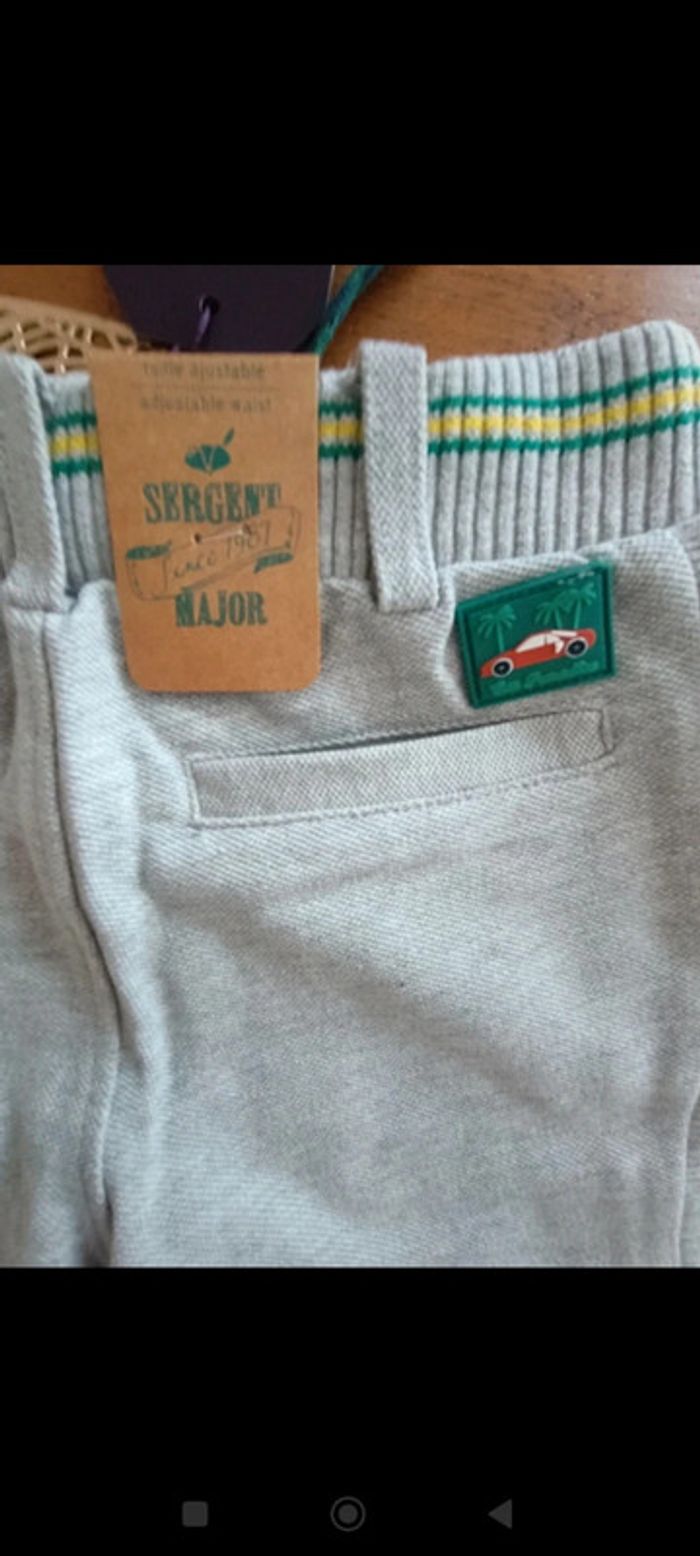 taille ajustable
adjustable waist
SERGENT
Since 1987
MAJOR